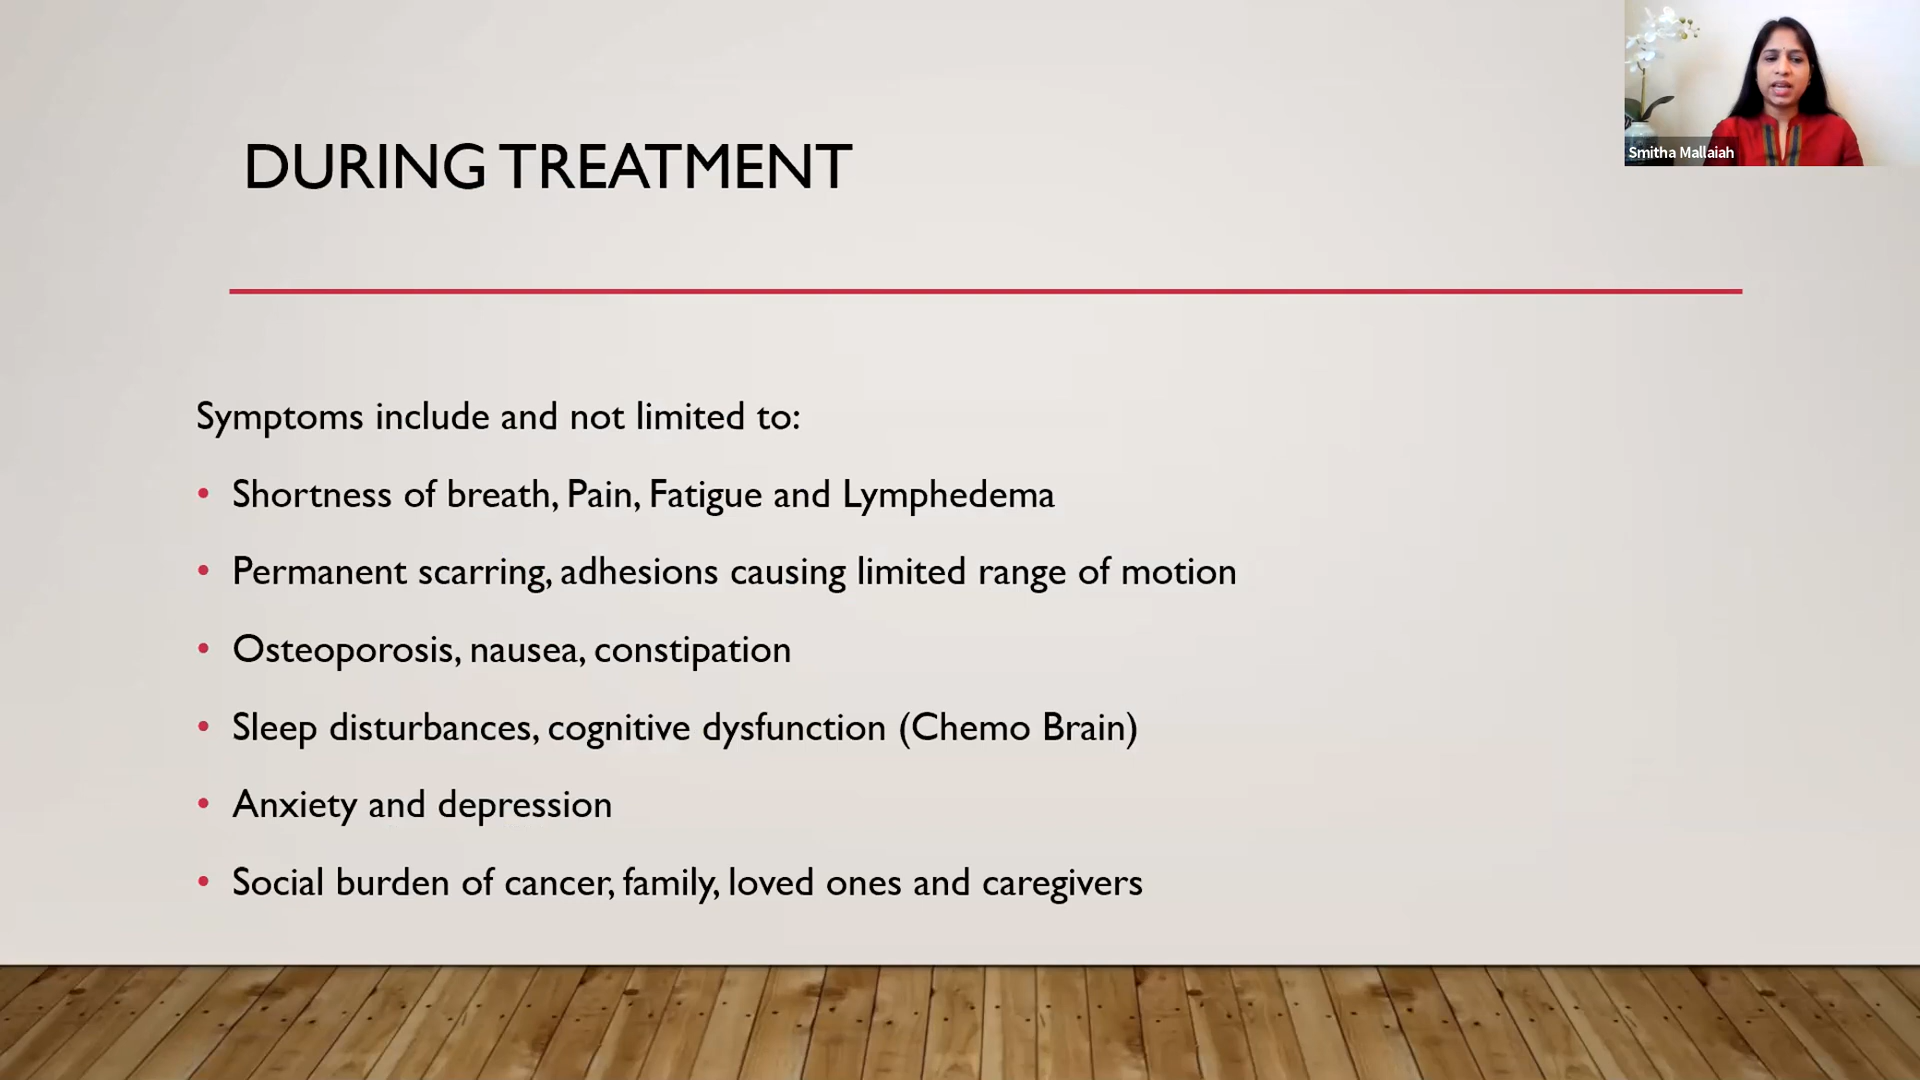 Smitha Mallaiah
DURING TREATMENT
Symptoms include and not limited to:
• Shortness of breath, Pain, Fatigue and Lymphedema
• Permanent scarring, adhesions causing limited range of motion
• Osteoporosis, nausea, constipation
• Sleep disturbances, cognitive dysfunction (Chemo Brain)
• Anxiety and depression
• Social burden of cancer, family, loved ones and caregivers